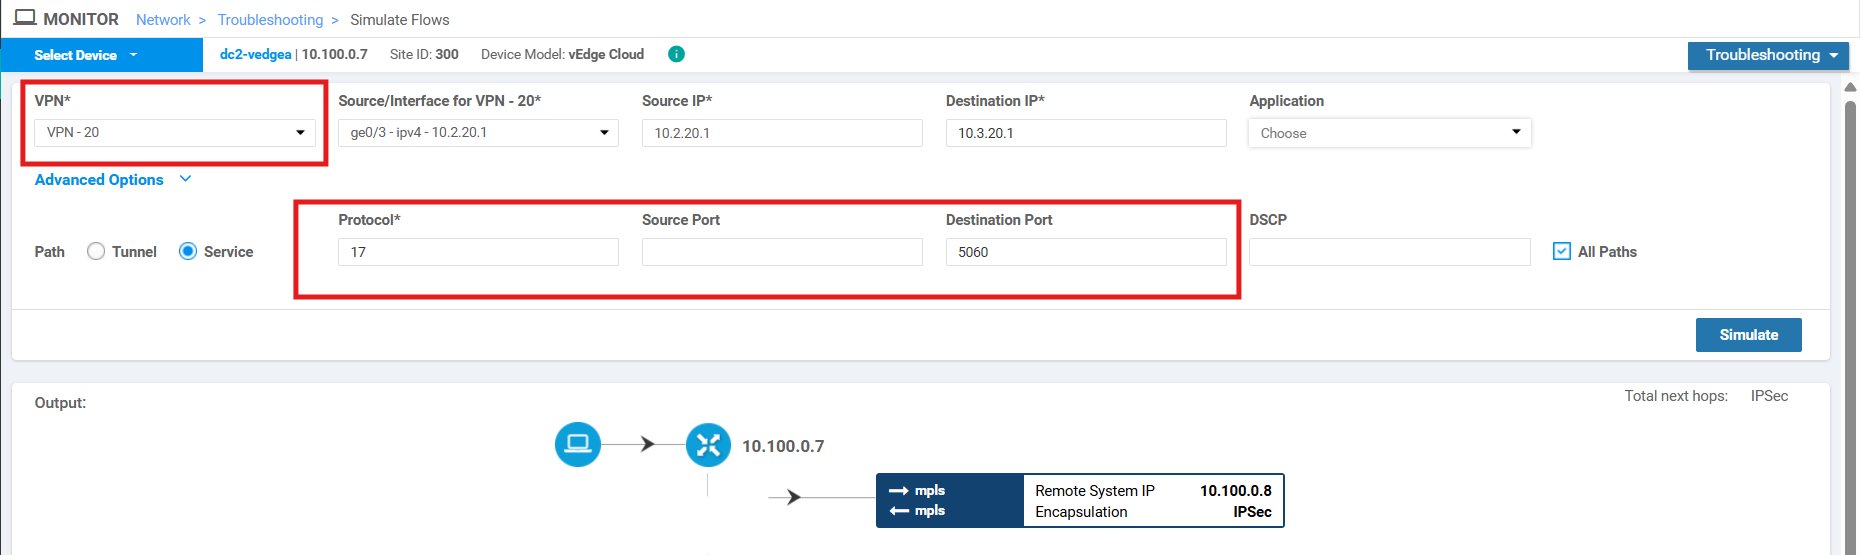 MONITOR Network > Troubleshooting > Simulate Flows
Select Device dc2-vedgea | 10.100.0.7 Site ID: 300 Device Model: vEdge Cloud i Troubleshooting
VPN* Source/Interface for VPN - 20* Source IP* Destination IP* Application
VPN - 20 ge0/3 - ipv4 - 10.2.20.1 10.2.20.1 10.3.20.1 Choose
Advanced Options
Protocol* Source Port Destination Port DSCP
Path Tunnel Service 17 5060 All Paths
Simulate
Output: Total next hops: IPSec
10.100.0.7
mpls Remote System IP 10.100.0.8
mpls Encapsulation IPSec